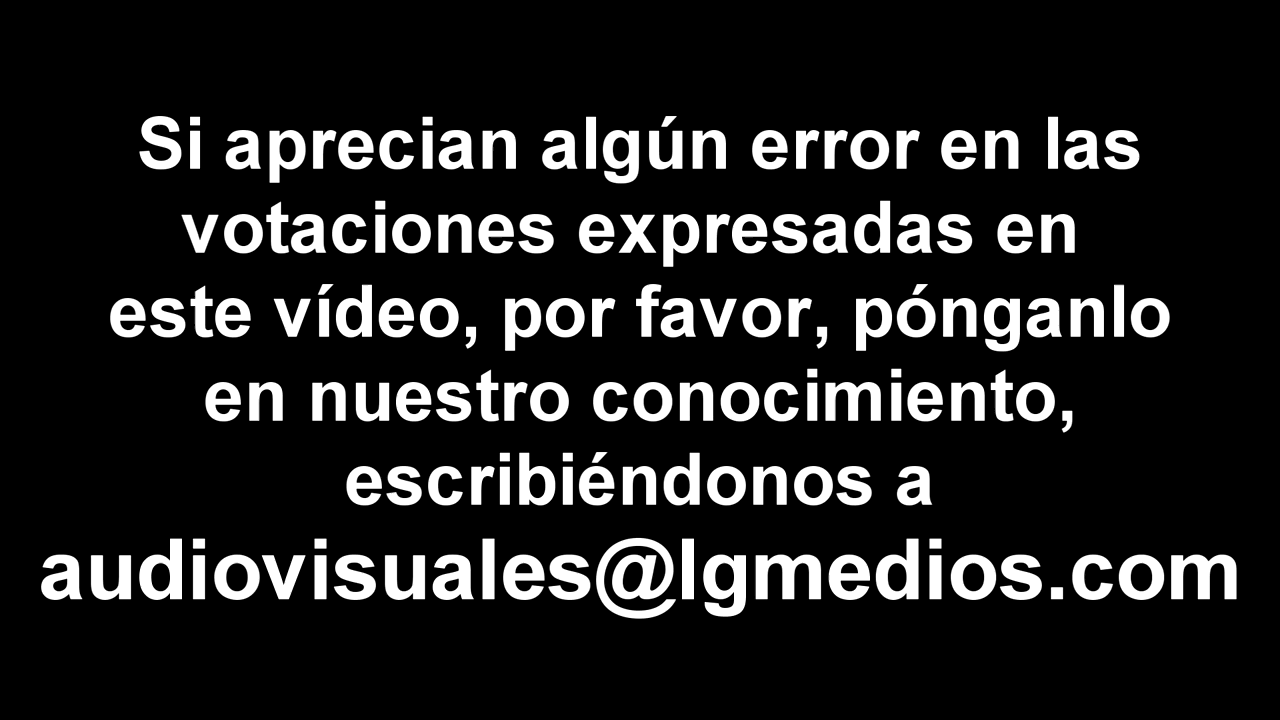 Si aprecian algún error en las
votaciones expresadas en
este vídeo, por favor, pónganlo
en nuestro conocimiento,
escribiéndonos a
audiovisuales@lgmedios.com